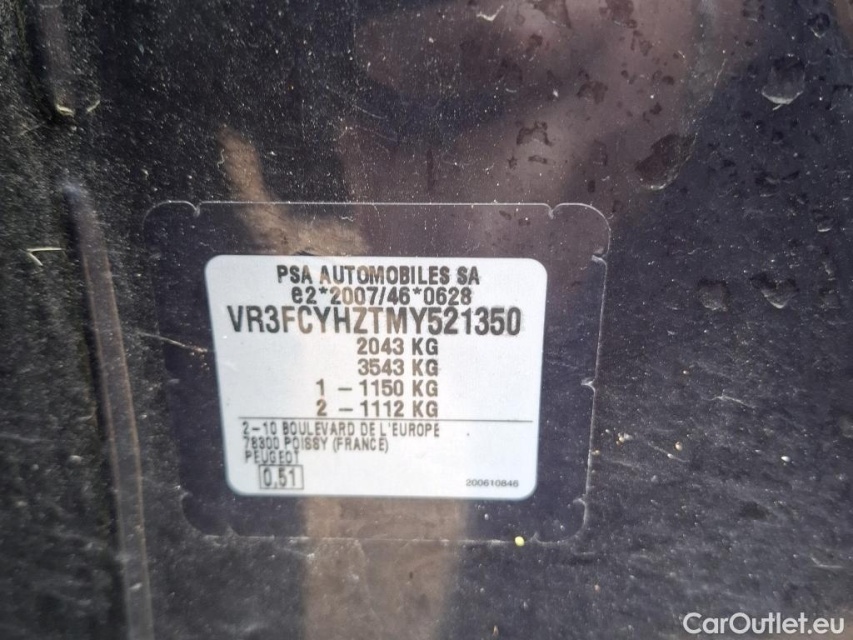 PSA AUTOMOBILES SA
e2*2007/46*0628
VR3FCYHZTMY521350
2043 KG
3543 KG
1 - 1150 KG
2 - 1112 KG
2-10 BOULEVARD DE L'EUROPE
78300 POISSY (FRANCE)
PEUGEOT
0.51
200610846
CarOutlet.eu